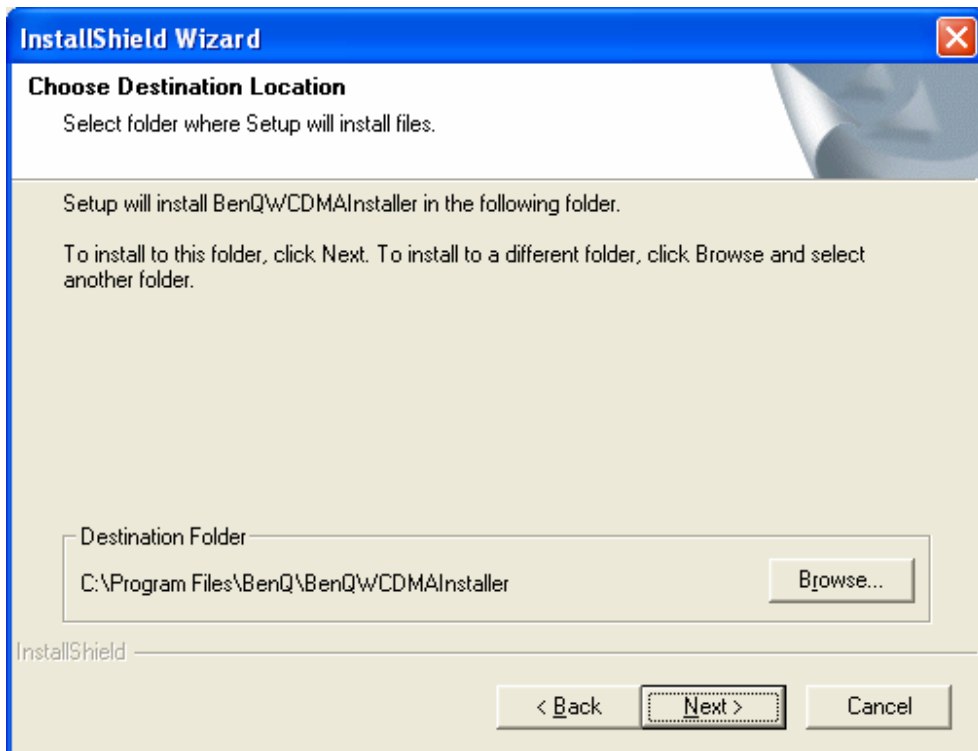 InstallShield Wizard
Choose Destination Location
Select folder where Setup will install files.
Setup will install BenQWCDMAInstaller in the following folder.
To install to this folder, click Next. To install to a different folder, click Browse and select
another folder.
Destination Folder
C:\Program Files\BenQ\BenQWCDMAInstaller
Browse...
InstallShield
< Back
Next >
Cancel